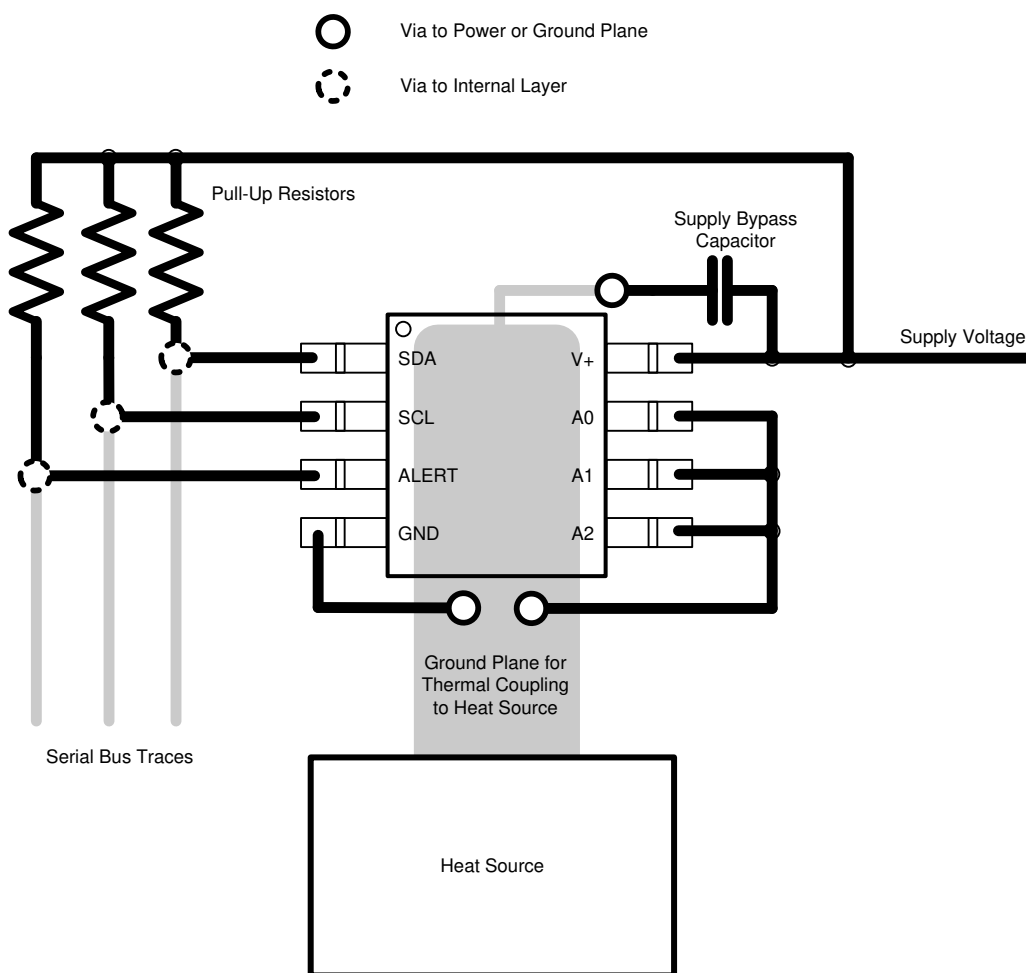 Via to Power or Ground Plane
Via to Internal Layer
Pull-Up Resistors
Supply Bypass
Capacitor
Supply Voltage
SDA
V+
SCL
A0
ALERT
A1
GND
A2
Ground Plane for
Thermal Coupling
to Heat Source
Serial Bus Traces
Heat Source